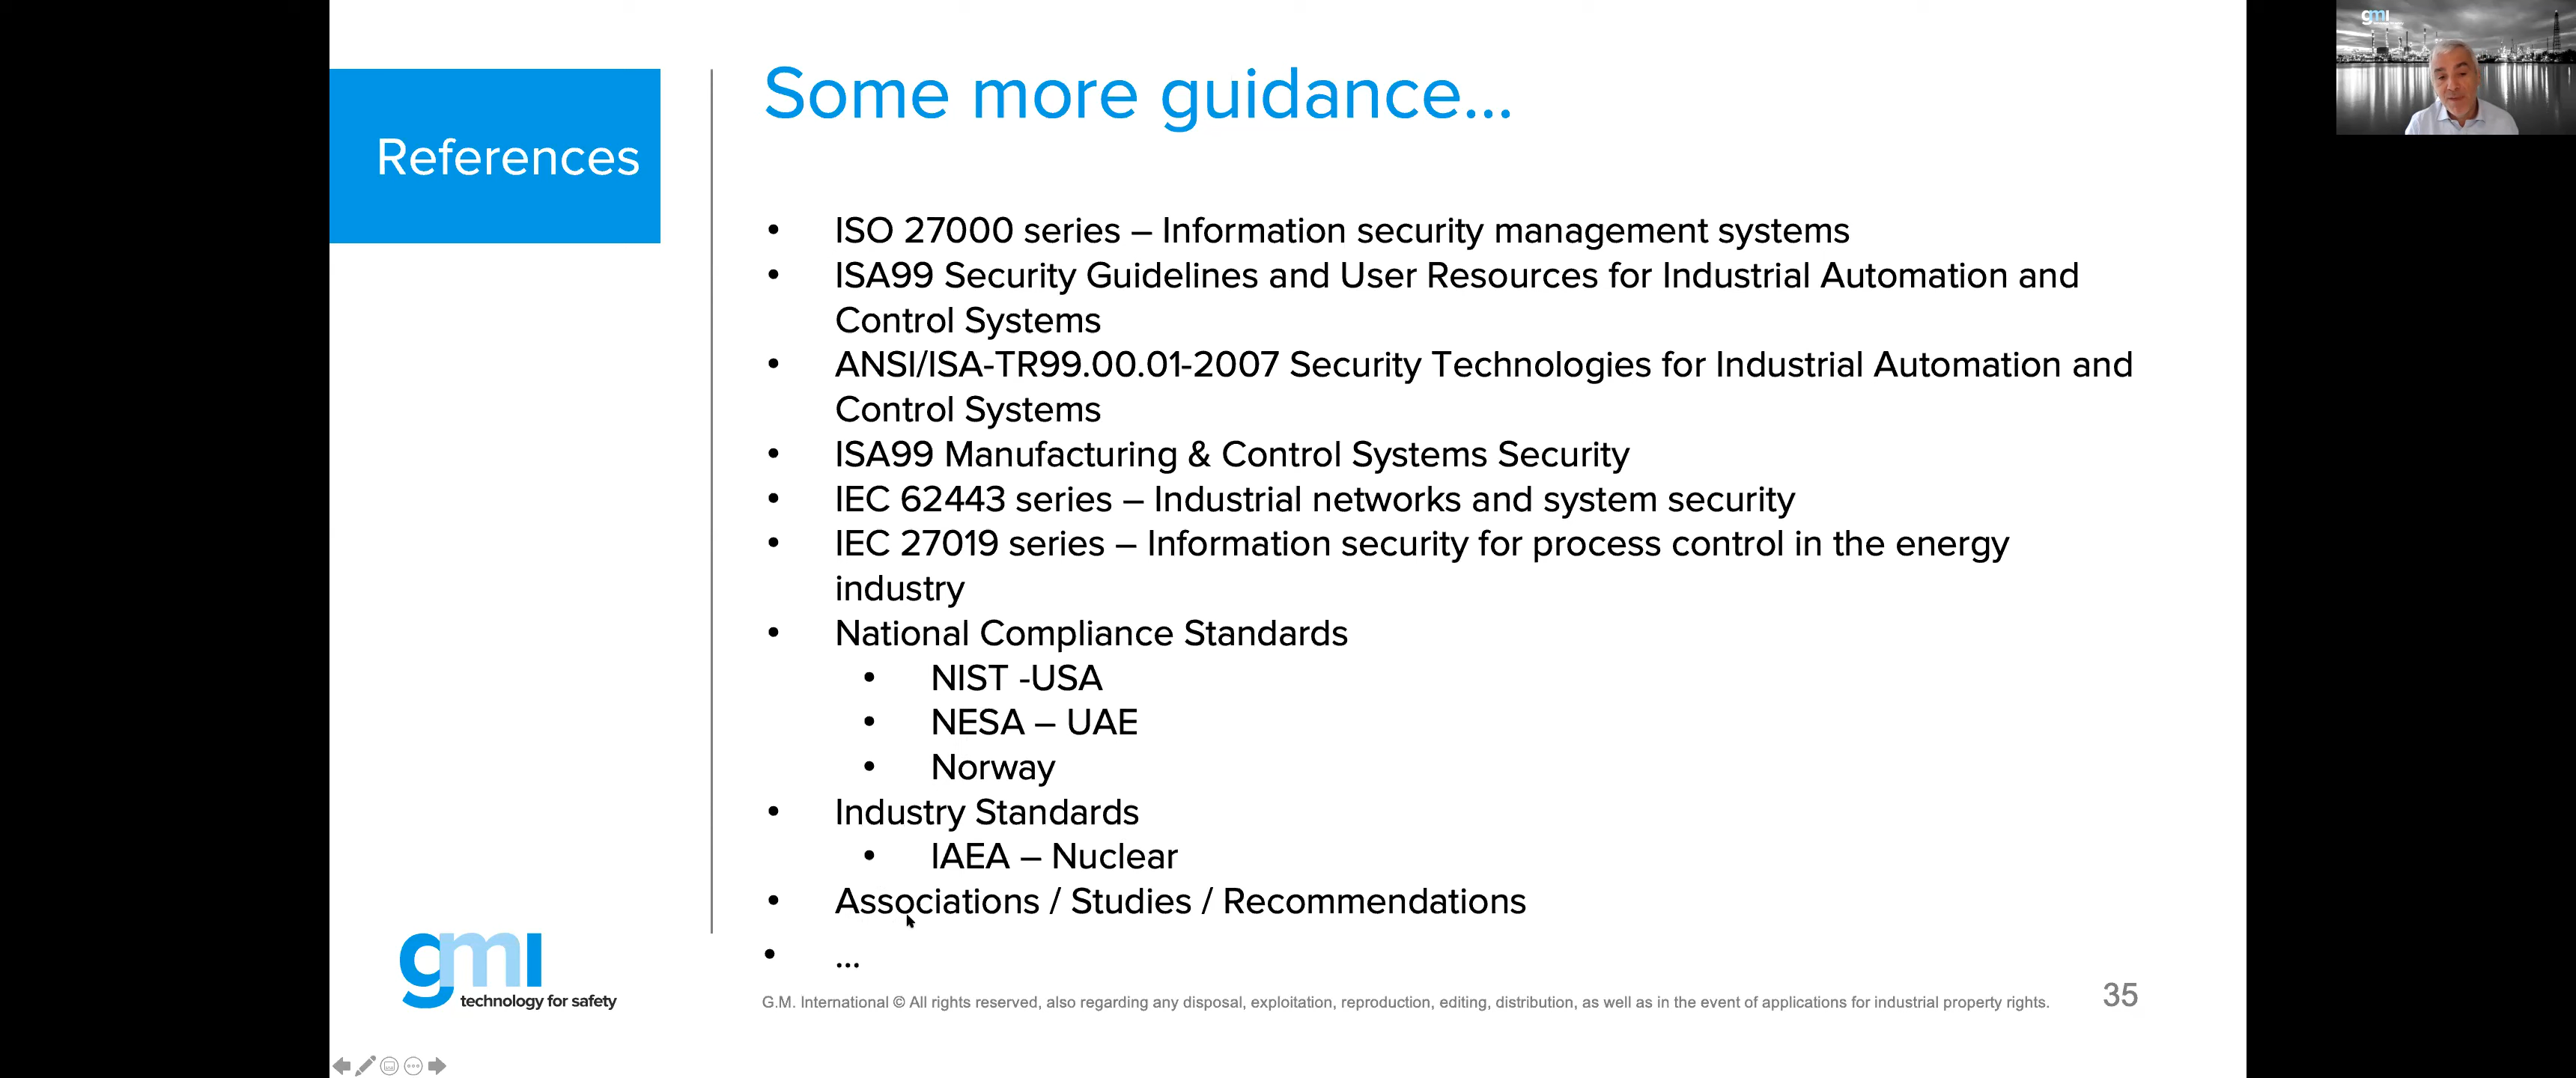 References
Some more guidance...
• ISO 27000 series – Information security management systems
• ISA99 Security Guidelines and User Resources for Industrial Automation and
Control Systems
• ANSI/ISA-TR99.00.01-2007 Security Technologies for Industrial Automation and
Control Systems
• ISA99 Manufacturing & Control Systems Security
• IEC 62443 series – Industrial networks and system security
• IEC 27019 series – Information security for process control in the energy
industry
• National Compliance Standards
• NIST -USA
• NESA – UAE
• Norway
• Industry Standards
• IAEA – Nuclear
• Associations / Studies / Recommendations
• ...
gmi
technology for safety
G.M. International © All rights reserved, also regarding any disposal, exploitation, reproduction, editing, distribution, as well as in the event of applications for industrial property rights.
35
gmi